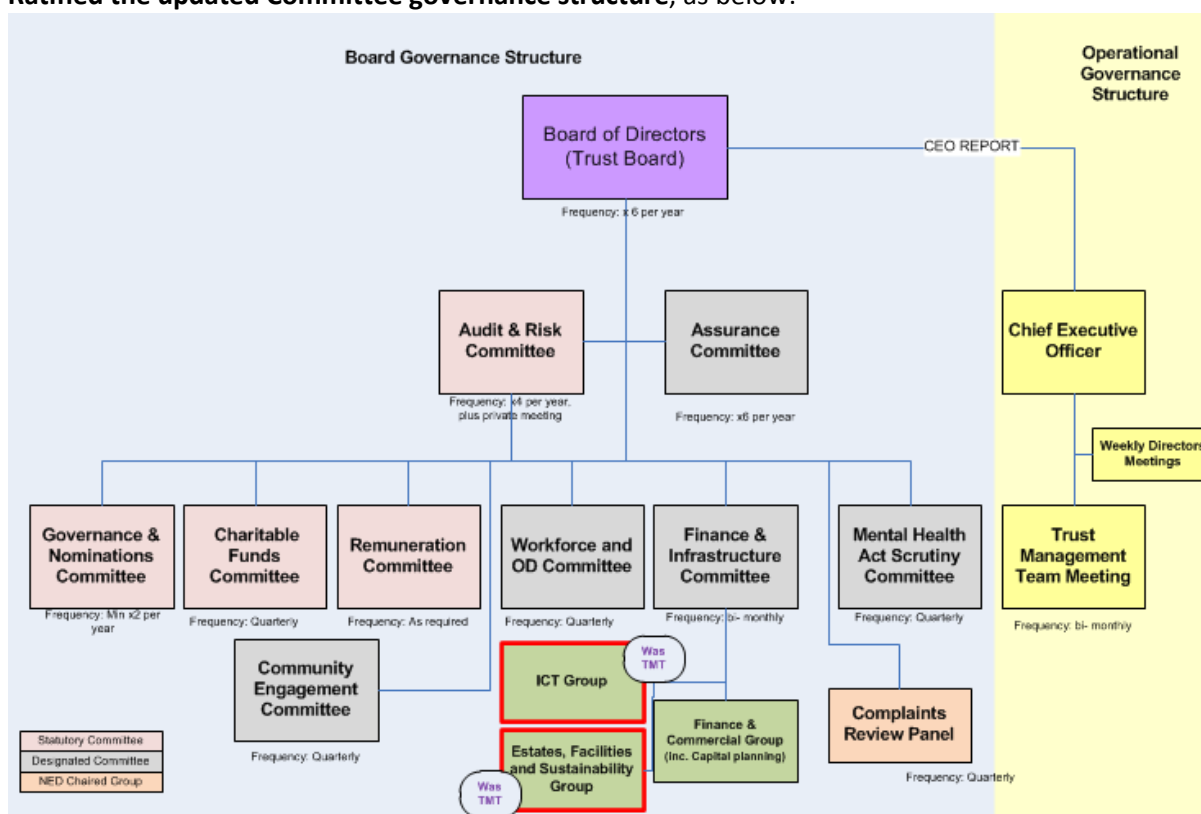 Ratified the updated Committee governance structure, as below:
Board Governance Structure
Operational
Governance
Structure
Board of Directors
(Trust Board)
CEO REPORT
Frequency: x 6 per year
Audit & Risk
Committee
Assurance
Committee
Chief Executive
Officer
Frequency: x4 per year,
plus private meeting
Frequency: x6 per year
Weekly Directors
Meetings
Governance &
Nominations
Committee
Charitable
Funds
Committee
Remuneration
Committee
Workforce and
OD Committee
Finance &
Infrastructure
Committee
Mental Health
Act Scrutiny
Committee
Trust
Management
Team Meeting
Frequency: Min x2 per
year
Frequency: Quarterly
Frequency: As required
Frequency: Quarterly
Frequency: bi- monthly
Frequency: Quarterly
Frequency: bi- monthly
Community
Engagement
Committee
Frequency: Quarterly
ICT Group
Was
TMT
Estates, Facilities
and Sustainability
Group
Was
TMT
Finance &
Commercial Group
(inc. Capital planning)
Complaints
Review Panel
Frequency: Quarterly
Statutory Committee
Designated Committee
NED Chaired Group